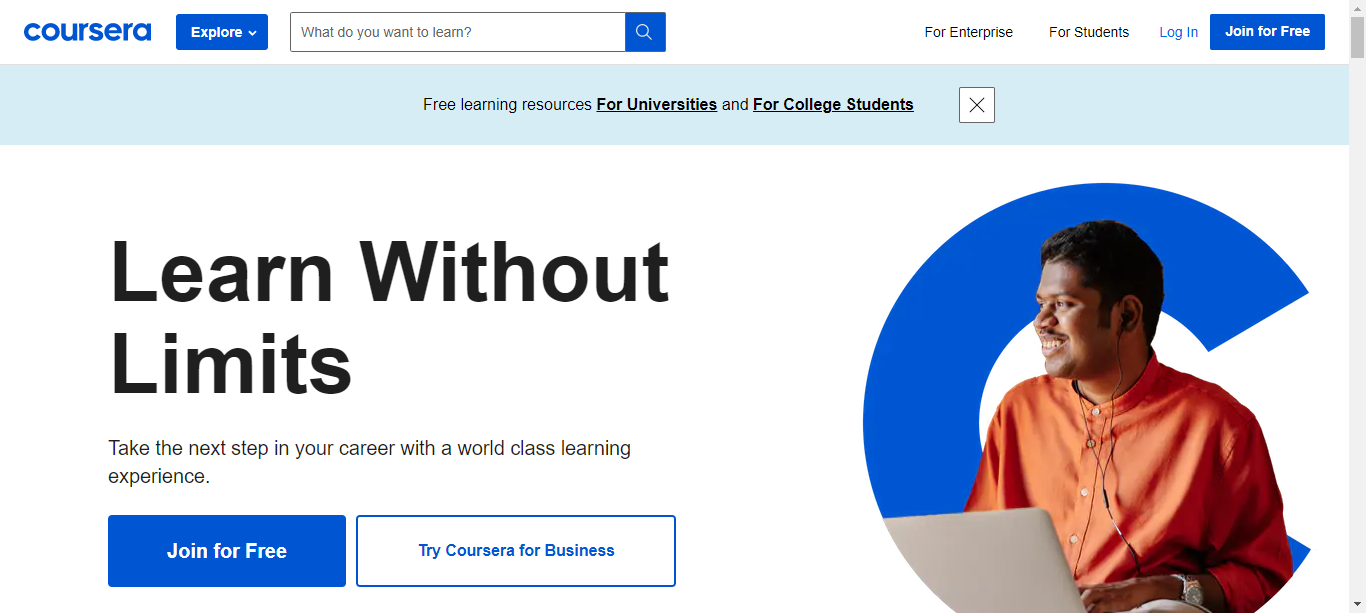 coursera Explore What do you want to learn? For Enterprise For Students Log In Join for Free
Free learning resources For Universities and For College Students
Learn Without
Limits
Take the next step in your career with a world class learning
experience.
Join for Free Try Coursera for Business